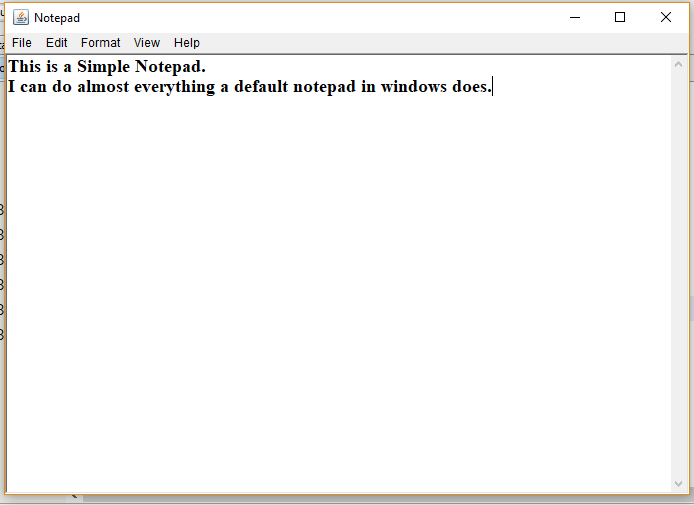 Notepad
File Edit Format View Help
This is a Simple Notepad.
I can do almost everything a default notepad in windows does.